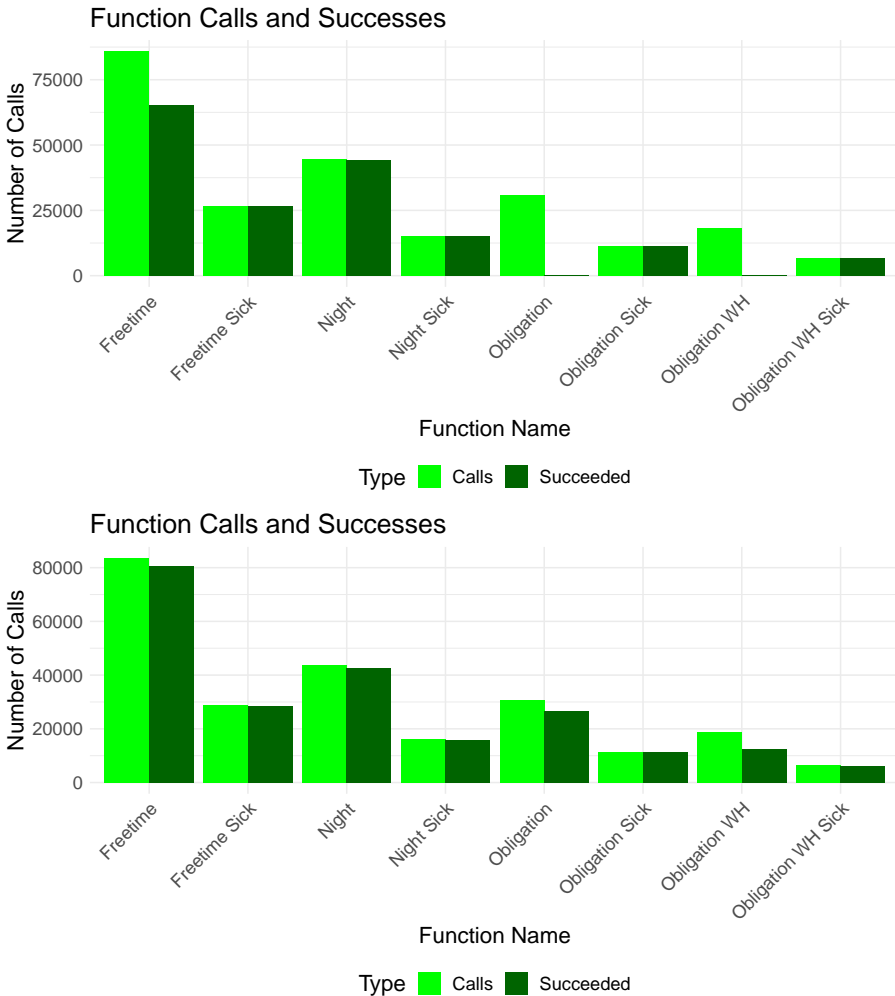 Function Calls and Successes
Number of Calls
75000
50000
25000
0
Freetime
Freetime Sick
Night
Night Sick
Obligation
Obligation Sick
Obligation WH
Obligation WH Sick
Function Name
Type Calls Succeeded
Function Calls and Successes
Number of Calls
80000
60000
40000
20000
0
Freetime
Freetime Sick
Night
Night Sick
Obligation
Obligation Sick
Obligation WH
Obligation WH Sick
Function Name
Type Calls Succeeded